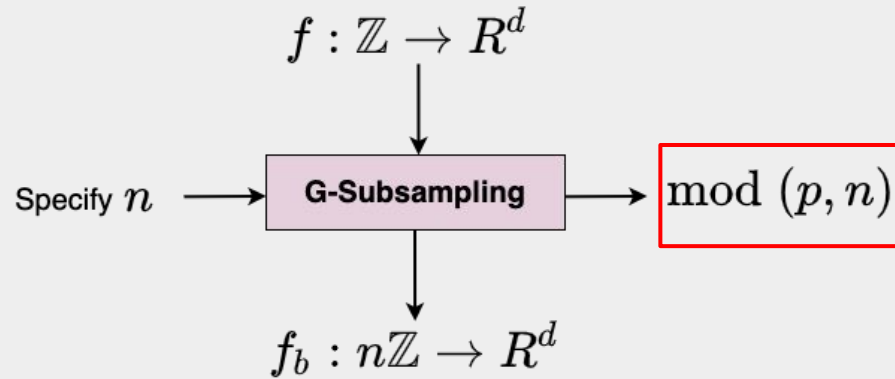 f : ℤ → R^d
Specify n
G-Subsampling
mod (p, n)
f_b : nℤ → R^d